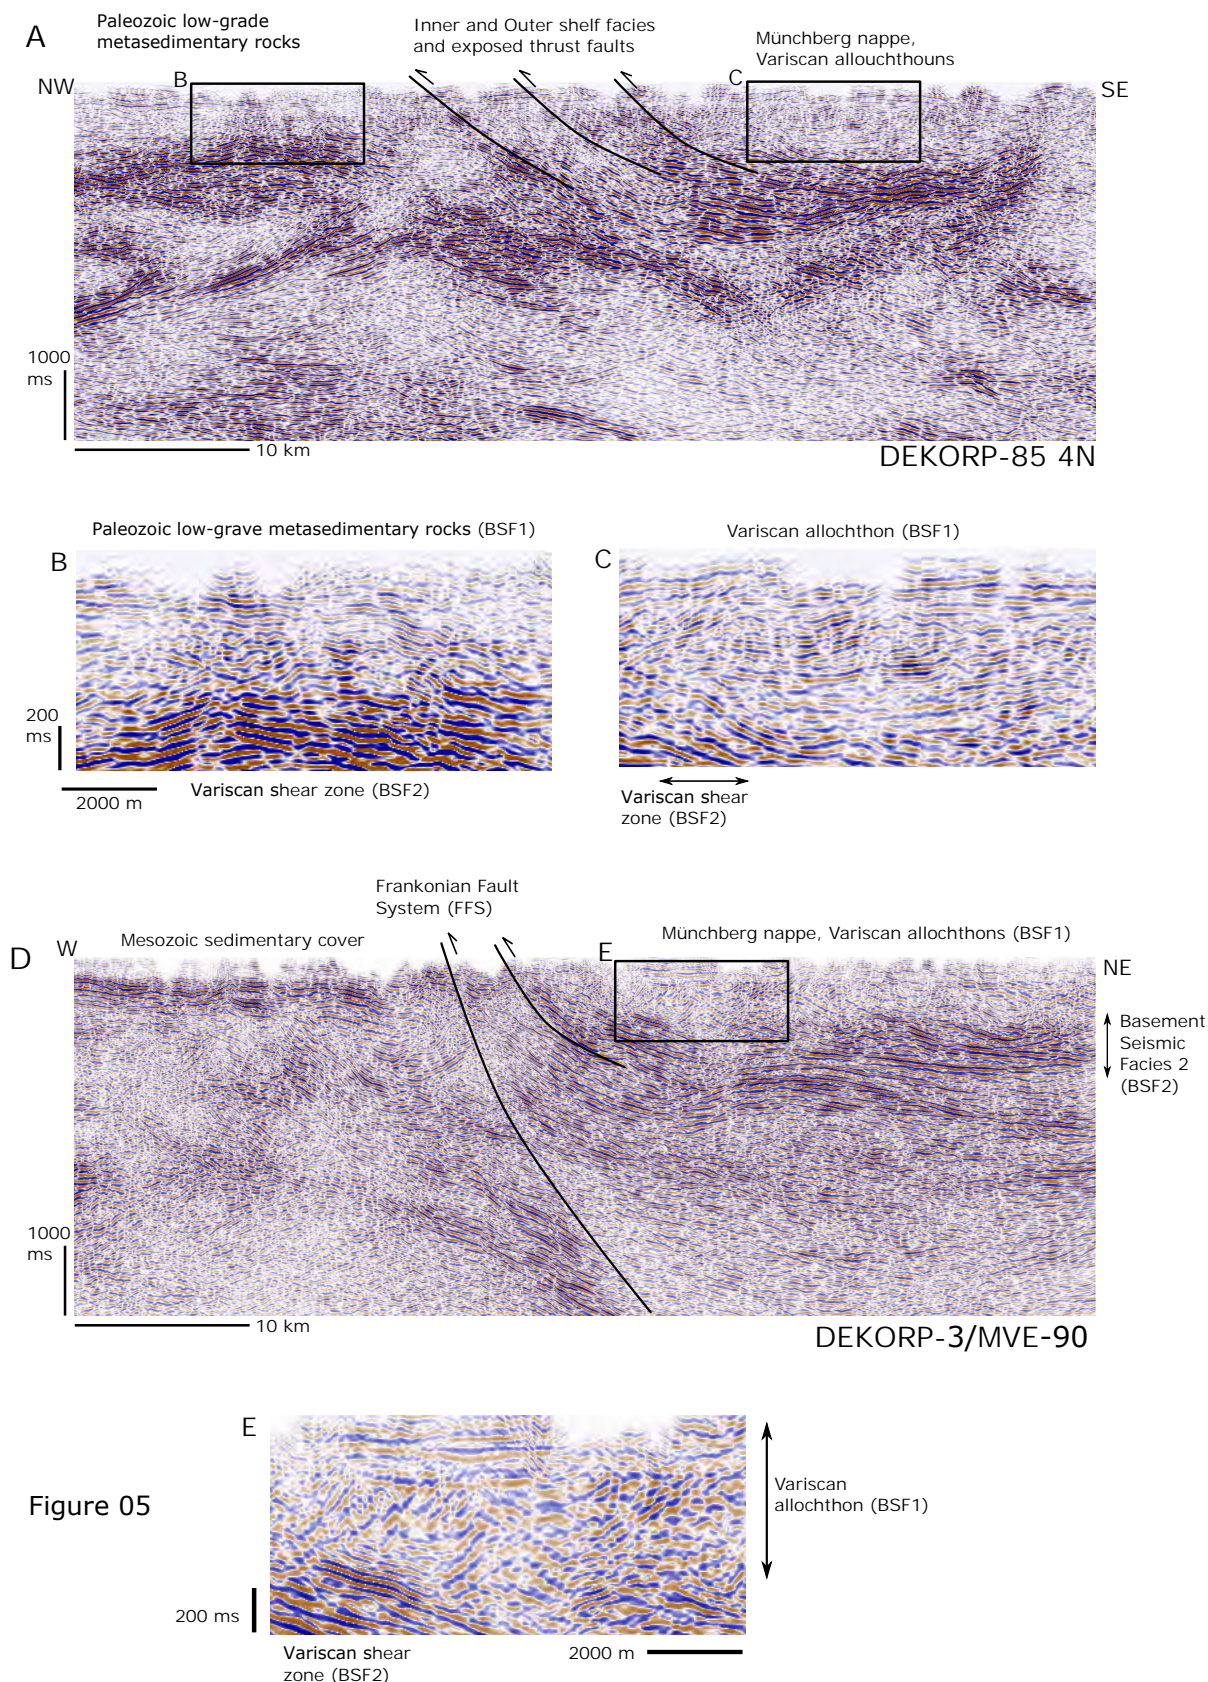 A
Paleozoic low-grade
metasedimentary rocks
Inner and Outer shelf facies
and exposed thrust faults
Münchberg nappe,
Variscan allouchthouns
NW
B
C
SE
1000
ms
10 km
DEKORP-85 4N
Paleozoic low-grave metasedimentary rocks (BSF1)
B
Variscan allochthon (BSF1)
C
200
ms
2000 m
Variscan shear zone (BSF2)
Variscan shear
zone (BSF2)
Frankonian Fault
System (FFS)
D
W
Mesozoic sedimentary cover
E
Münchberg nappe, Variscan allochthons (BSF1)
NE
Basement
Seismic
Facies 2
(BSF2)
1000
ms
10 km
DEKORP-3/MVE-90
E
Variscan
allochthon (BSF1)
Figure 05
200 ms
Variscan shear
zone (BSF2)
2000 m